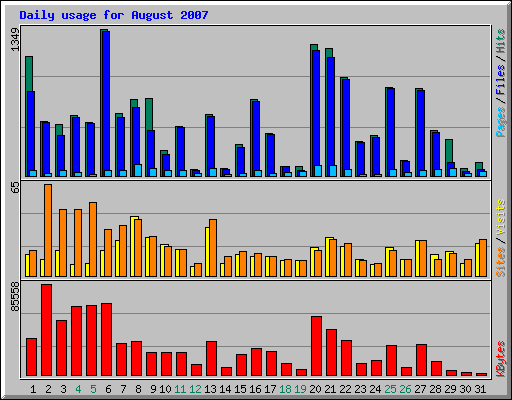 Daily usage for August 2007
1349
Pages / Files / Hits
65
Sites / Visits
85558
KBytes
1 2 3 4 5 6 7 8 9 10 11 12 13 14 15 16 17 18 19 20 21 22 23 24 25 26 27 28 29 30 31